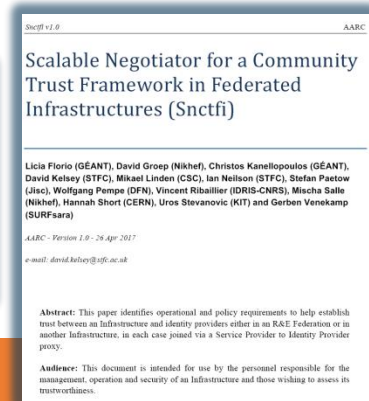 Snctfi v1.0 AARC
Scalable Negotiator for a Community
Trust Framework in Federated
Infrastructures (Snctfi)
Licia Florio (GÉANT), David Groep (Nikhef), Christos Kanellopoulos (GÉANT),
David Kelsey (STFC), Mikael Linden (CSC), Ian Neilson (STFC), Stefan Paetow
(Jisc), Wolfgang Pempe (DFN), Vincent Ribaillier (IDRIS-CNRS), Mischa Salle
(Nikhef), Hannah Short (CERN), Uros Stevanovic (KIT) and Gerben Venekamp
(SURFsara)
AARC - Version 1.0 - 26 Apr 2017
e-mail: david.kelsey@stfc.ac.uk
Abstract: This paper identifies operational and policy requirements to help establish
trust between an Infrastructure and identity providers either in an R&E Federation or in
another Infrastructure, in each case joined via a Service Provider to Identity Provider
proxy.
Audience: This document is intended for use by the personnel responsible for the
management, operation and security of an Infrastructure and those wishing to assess its
trustworthiness.